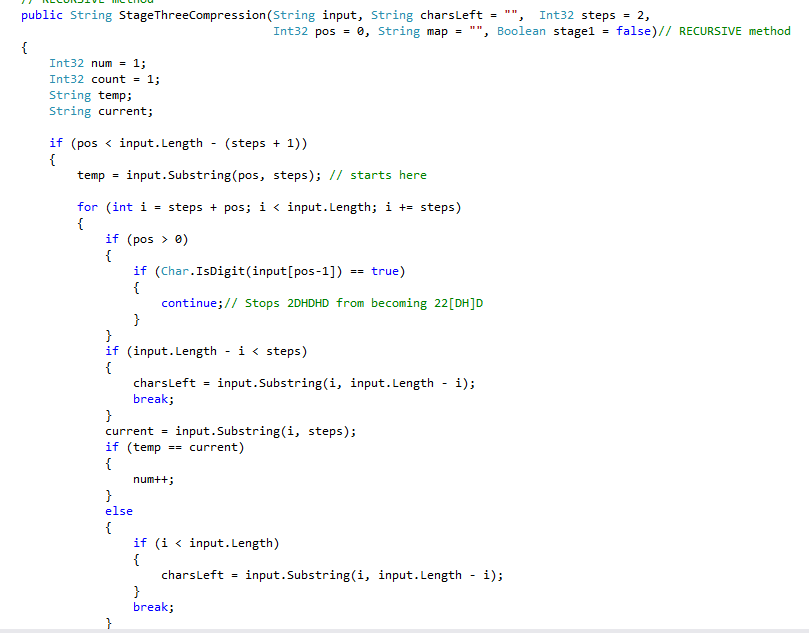 // RECURSIVE method
public String StageThreeCompression(String input, String charsLeft = "",  Int32 steps = 2,
Int32 pos = 0, String map = "", Boolean stage1 = false)// RECURSIVE method
{
Int32 num = 1;
Int32 count = 1;
String temp;
String current;
if (pos < input.Length - (steps + 1))
{
temp = input.Substring(pos, steps); // starts here
for (int i = steps + pos; i < input.Length; i += steps)
{
if (pos > 0)
{
if (Char.IsDigit(input[pos-1]) == true)
{
continue;// Stops 2DHDHD from becoming 22[DH]D
}
}
if (input.Length - i < steps)
{
charsLeft = input.Substring(i, input.Length - i);
break;
}
current = input.Substring(i, steps);
if (temp == current)
{
num++;
}
else
{
if (i < input.Length)
{
charsLeft = input.Substring(i, input.Length - i);
}
break;
}